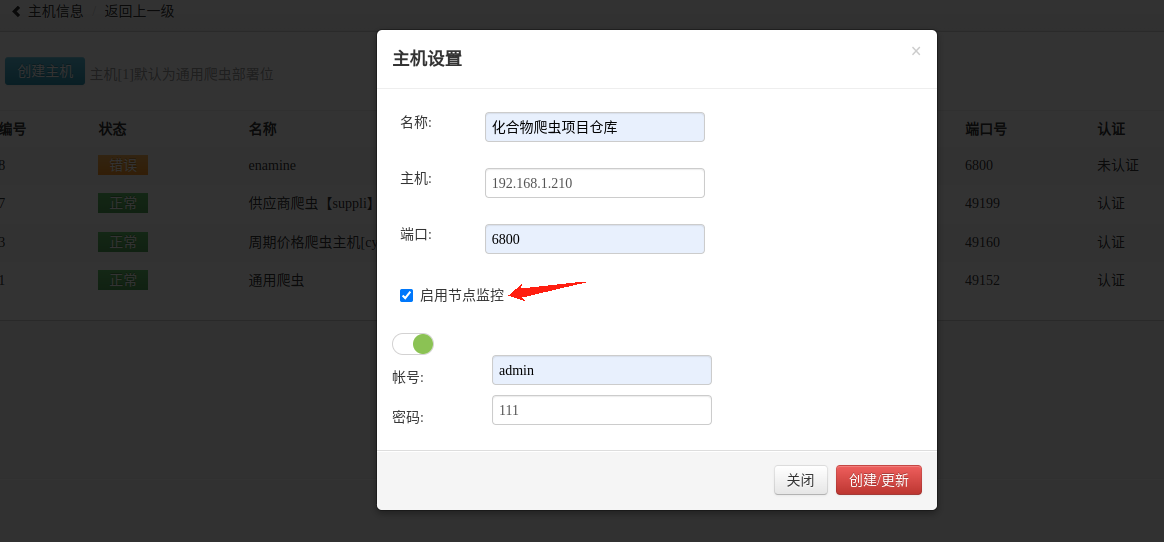 主机信息 / 返回上一级
创建主机 主机[1]默认为通用爬虫部署位
编号 状态 名称 端口号 认证
8 错误 enamine 6800 未认证
7 正常 供应商爬虫【suppli】 49199 认证
3 正常 周期价格爬虫主机[cy 49160 认证
1 正常 通用爬虫 49152 认证
主机设置 ×
名称: 化合物爬虫项目仓库
主机: 192.168.1.210
端口: 6800
启用节点监控
帐号: admin
密码: 111
关闭 创建/更新